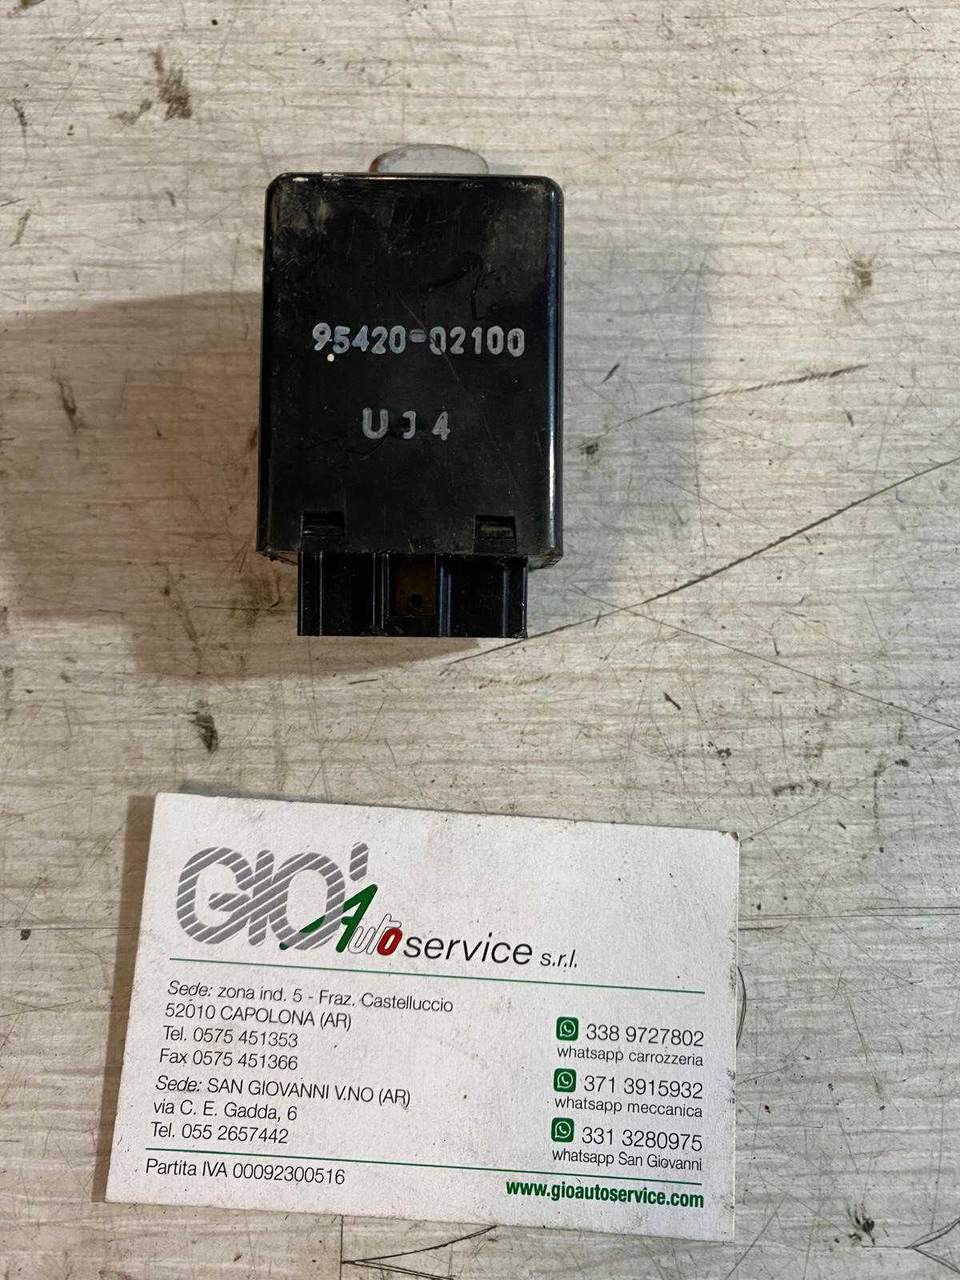 95420-02100
UJ4
GIO' Auto service s.r.l.
Sede: zona ind. 5 - Fraz. Castelluccio
52010 CAPOLONA (AR)
Tel. 0575 451353
Fax 0575 451366
Sede: SAN GIOVANNI V.NO (AR)
via C. E. Gadda, 6
Tel. 055 2657442
Partita IVA 00092300516
338 9727802
whatsapp carrozzeria
371 3915932
whatsapp meccanica
331 3280975
whatsapp San Giovanni
www.gioautoservice.com